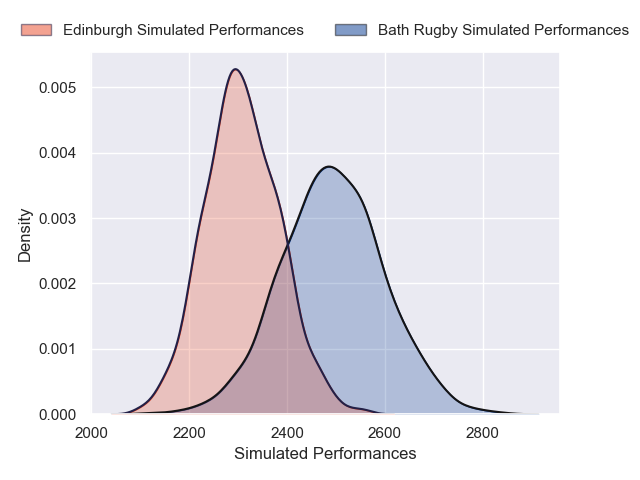 Edinburgh Simulated Performances Bath Rugby Simulated Performances
0.005
0.004
0.003
0.002
0.001
0.000
Density
2000 2200 2400 2600 2800
Simulated Performances